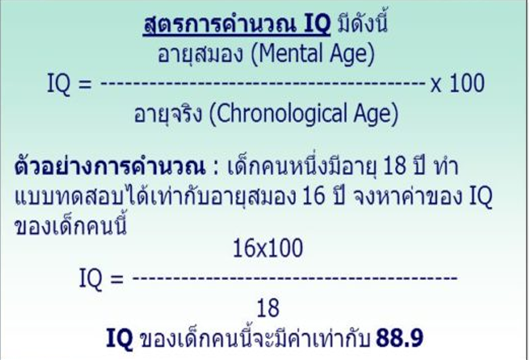 สูตรการคำนวณ IQ มีดังนี้
อายุสมอง (Mental Age)
IQ = ---------------------------------------- x 100
อายุจริง (Chronological Age)
ตัวอย่างการคำนวณ : เด็กคนหนึ่งมีอายุ 18 ปี ทำ
แบบทดสอบได้เท่ากับอายุสมอง 16 ปี จงหาค่าของ IQ
ของเด็กคนนี้
16x100
IQ = ----------------------------------------
18
IQ ของเด็กคนนี้จะมีค่าเท่ากับ 88.9